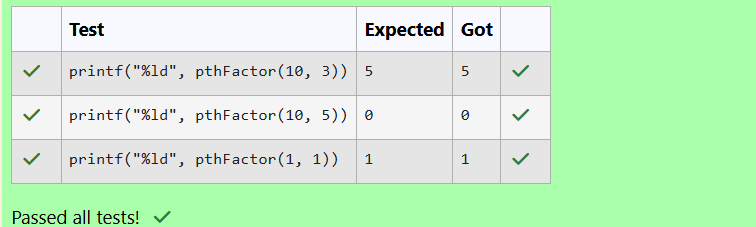 Test Expected Got
printf("%ld", pthFactor(10, 3)) 5 5
printf("%ld", pthFactor(10, 5)) 0 0
printf("%ld", pthFactor(1, 1)) 1 1
Passed all tests!